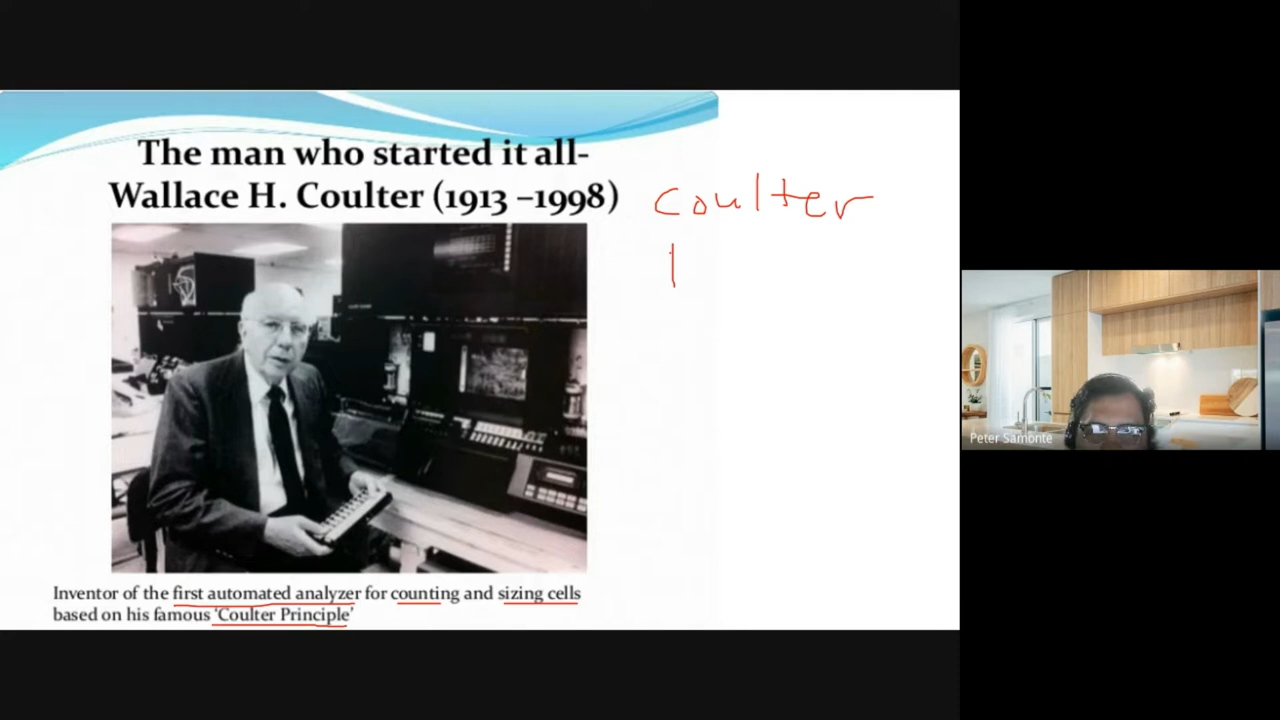 The man who started it all-
Wallace H. Coulter (1913 –1998)
coulter
Inventor of the first automated analyzer for counting and sizing cells
based on his famous ‘Coulter Principle’
Peter Samonte